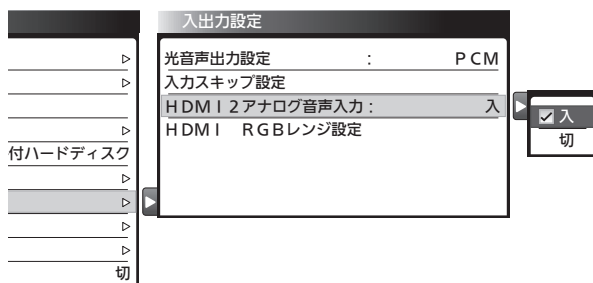 入出力設定
光音声出力設定 : PCM
入力スキップ設定
HDMI2アナログ音声入力: 入
HDMI RGBレンジ設定
付ハードディスク
切
入
切